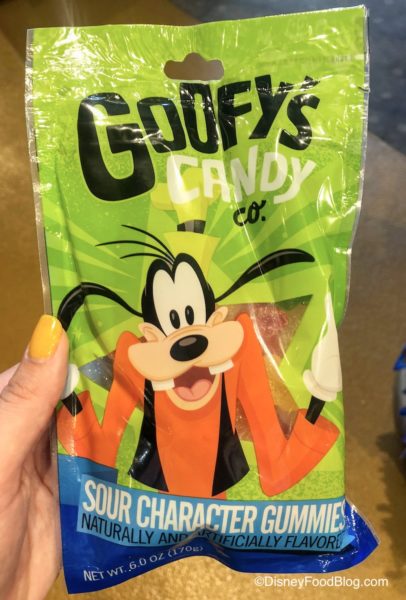 GOOFY'S
CANDY
co.
SOUR CHARACTER GUMMIES
NATURALLY AND ARTIFICIALLY FLAVORED
NET WT. 6.0 OZ (170g)
©DisneyFoodBlog.com